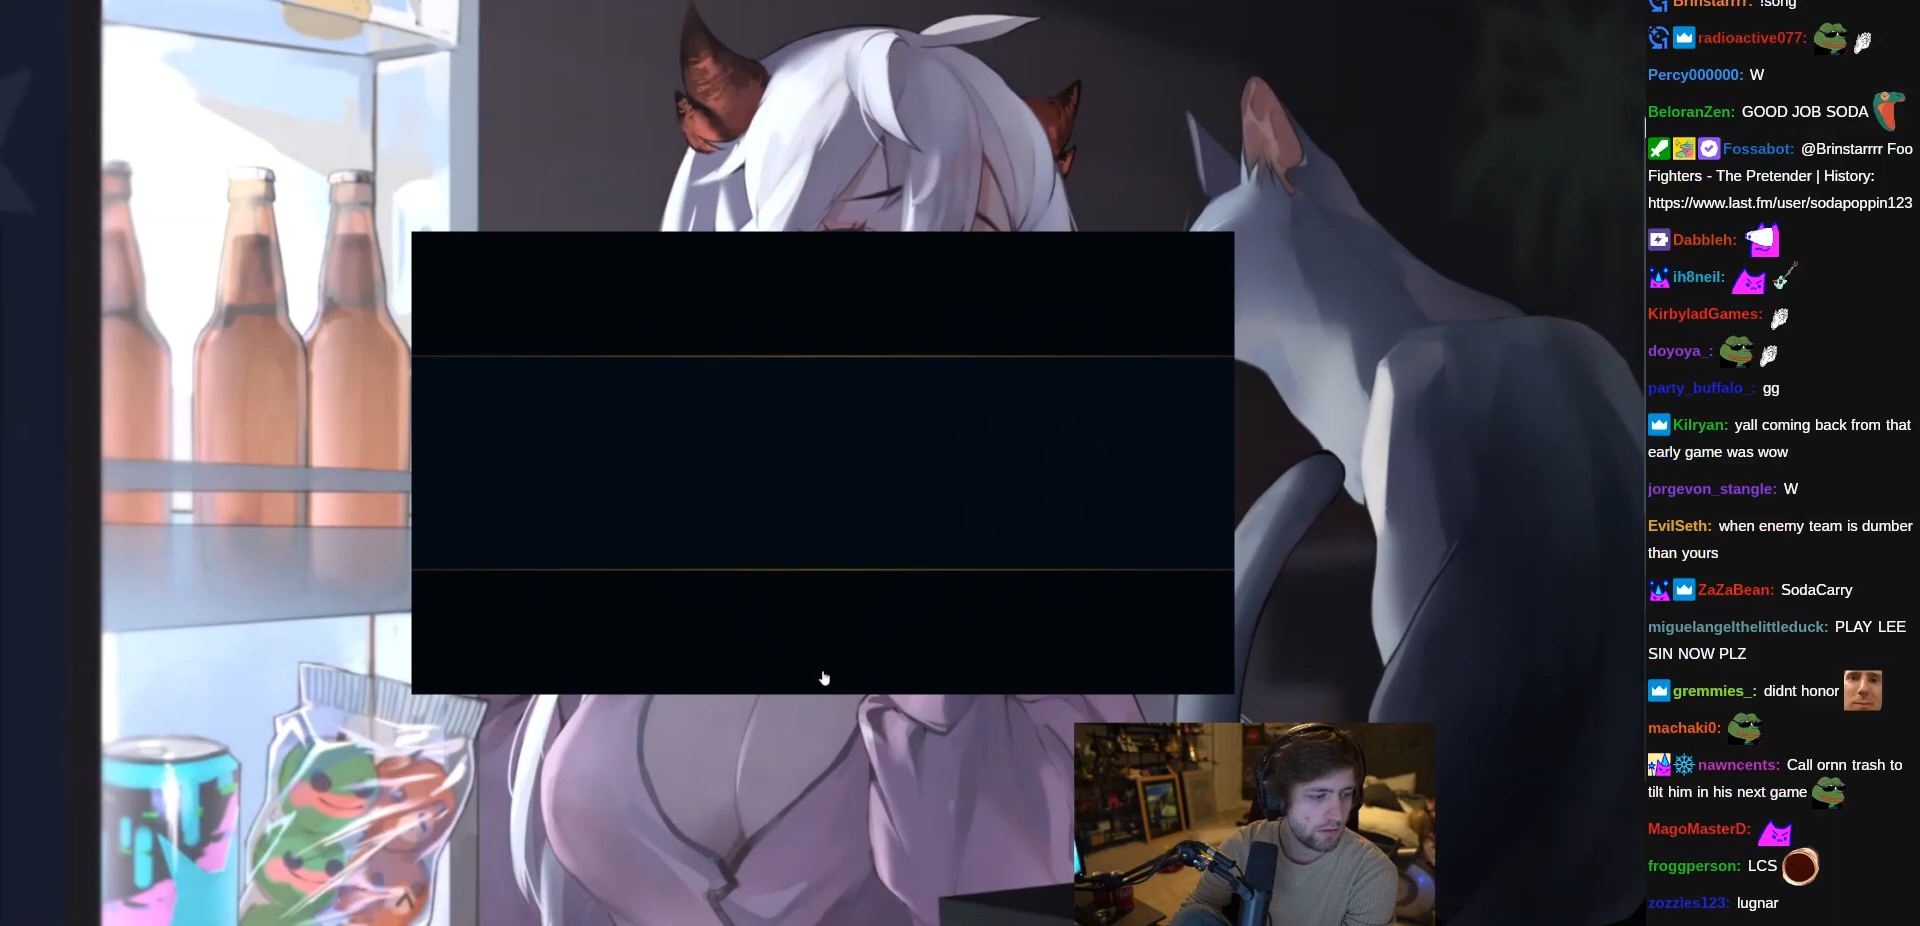 Brinstarrrr: !song
radioactive077:
Percy000000: W
BeloranZen: GOOD JOB SODA
Fossabot: @Brinstarrrr Foo
Fighters - The Pretender | History:
https://www.last.fm/user/sodapoppin123
Dabbleh:
ih8neil:
KirbyladGames:
doyoya_:
party_buffalo_: gg
Kilryan: yall coming back from that
early game was wow
jorgevon_stangle: W
EvilSeth: when enemy team is dumber
than yours
ZaZaBean: SodaCarry
miguelangelthelittleduck: PLAY LEE
SIN NOW PLZ
gremmies_: didnt honor
machaki0:
nawncents: Call ornn trash to
tilt him in his next game
MagoMasterD:
froggperson: LCS
zozzles123: lugnar